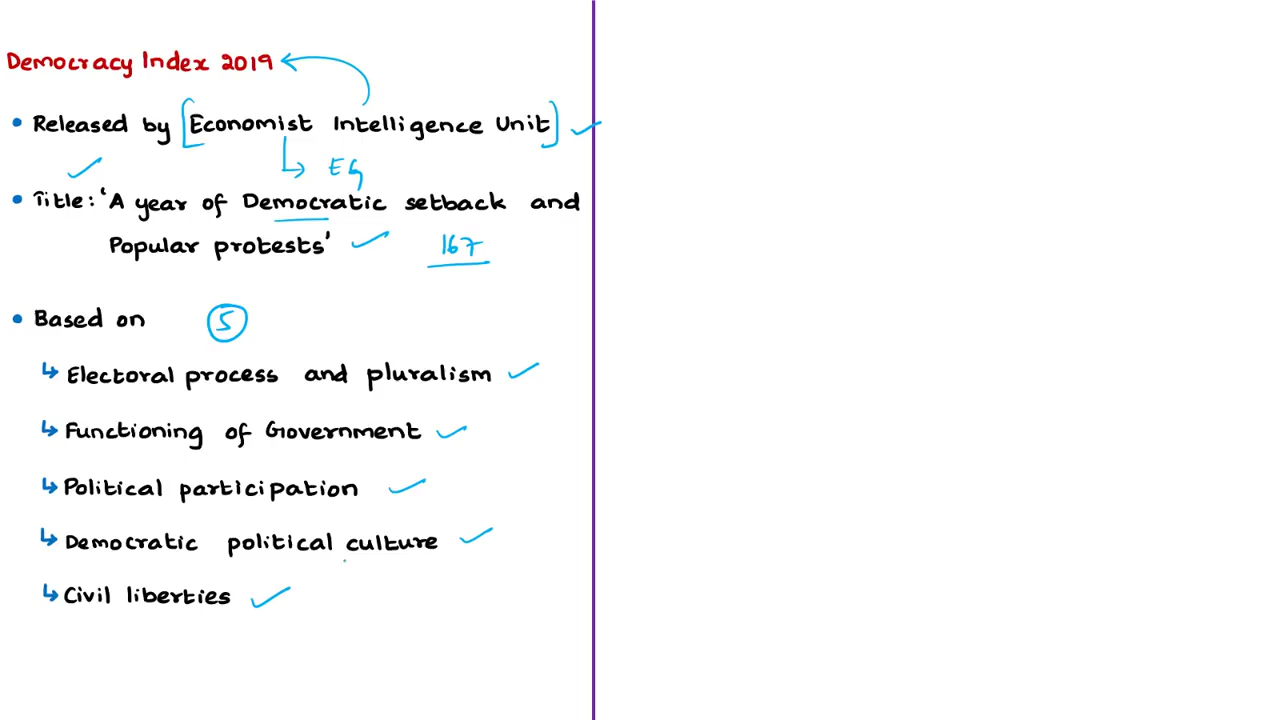 Democracy Index 2019
• Released by [Economist Intelligence Unit]
↳ EG
• Title: 'A year of Democratic setback and
Popular protests'
167
• Based on 5
↳ Electoral process and pluralism
↳ Functioning of Government
↳ Political participation
↳ Democratic political culture
↳ Civil liberties